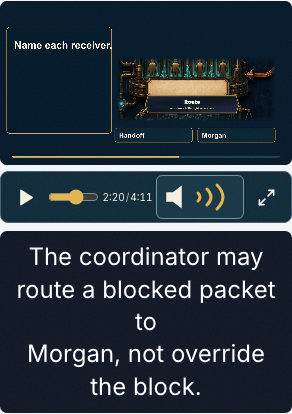 Name each receiver.
Route
Handoff
Morgan
2:20/4:11
The coordinator may
route a blocked packet
to
Morgan, not override
the block.